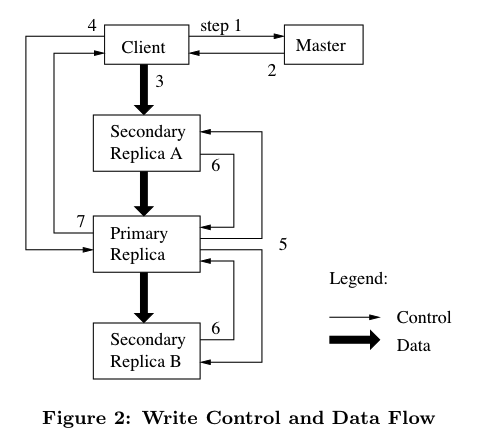 4
step 1
Client
Master
2
3
Secondary
Replica A
6
7
Primary
Replica
5
Legend:
6
Control
Secondary
Replica B
Data
Figure 2: Write Control and Data Flow